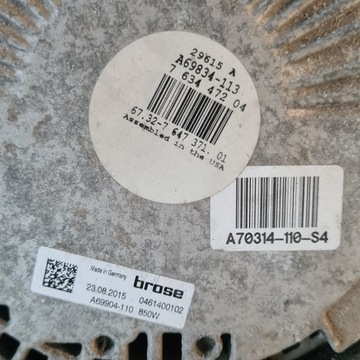 29615 A
A69834-113
7 634 472 04
67.32-7 647 371. 01
Assembled in the USA
A70314-110-S4
Made in Germany
brose
23.08.2015 0461400102
A69904-110 850W